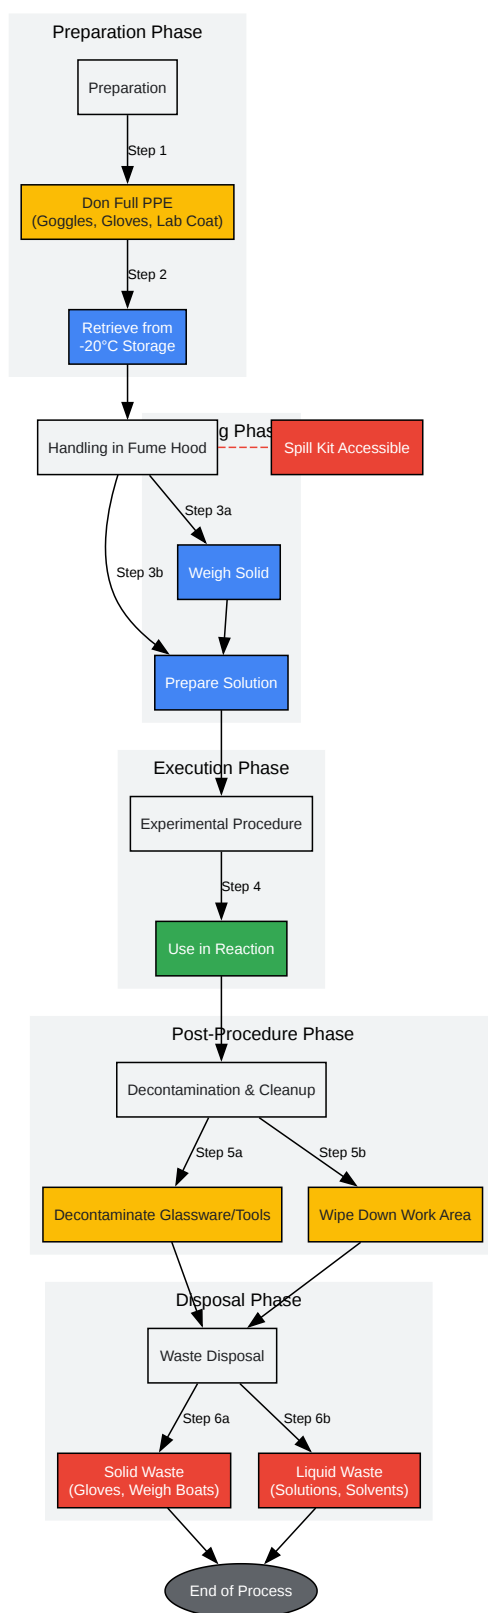 Preparation Phase
Preparation
Step 1
Don Full PPE
(Goggles, Gloves, Lab Coat)
Step 2
Retrieve from
-20°C Storage
g Phas
Handling in Fume Hood
Spill Kit Accessible
Step 3a
Step 3b
Weigh Solid
Prepare Solution
Execution Phase
Experimental Procedure
Step 4
Use in Reaction
Post-Procedure Phase
Decontamination & Cleanup
Step 5a
Step 5b
Decontaminate Glassware/Tools
Wipe Down Work Area
Disposal Phase
Waste Disposal
Step 6a
Step 6b
Solid Waste
(Gloves, Weigh Boats)
Liquid Waste
(Solutions, Solvents)
End of Process